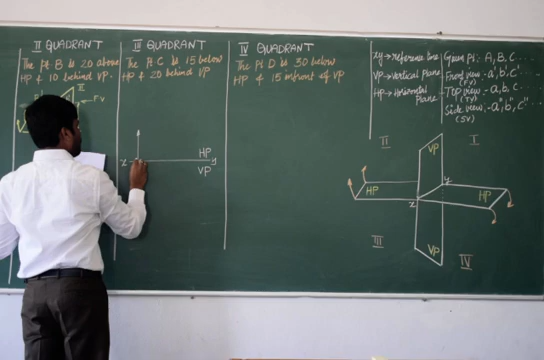 II QUADRANT
The Pt B is 20 above
HP & 10 behind VP.
II
FV
III QUADRANT
The Pt C is 15 below
HP & 20 behind VP
x
HP
y
VP
IV QUADRANT
The Pt D is 30 below
HP & 15 infront of VP
xy → reference line
VP → Vertical Plane
HP → Horizontal
Plane
Given Pt:- A, B, C...
Front view - a', b', c'
(FV)
Top view - a, b, c
(TV)
Side view - a", b", c"
(SV)
II
VP
I
HP
y
HP
x
III
VP
IV